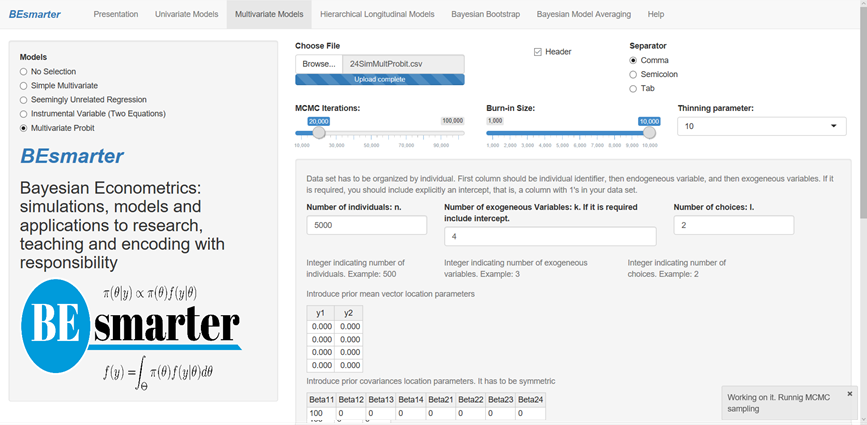 BEsmarter Presentation Univariate Models Multivariate Models Hierarchical Longitudinal Models Bayesian Bootstrap Bayesian Model Averaging Help
Models
No Selection
Simple Multivariate
Seemingly Unrelated Regression
Instrumental Variable (Two Equations)
Multivariate Probit
BEsmarter
Bayesian Econometrics:
simulations, models and
applications to research,
teaching and encoding with
responsibility
π(θ|y) ∝ π(θ)f(y|θ)
BE smarter
f(y) = ∫Θ π(θ)f(y|θ)dθ
Choose File
Browse... 24SimMultProbit.csv
Upload complete
Header
Separator
Comma
Semicolon
Tab
MCMC Iterations:
20,000 100,000
10,000 30,000 50,000 70,000 90,000
Burn-in Size:
1,000 10,000
1,000 2,000 3,000 4,000 5,000 6,000 7,000 8,000 9,000 10,000
Thinning parameter:
10
Data set has to be organized by individual. First column should be individual identifier, then endogeneous variable, and then exogeneous variables. If it
is required, you should include explicitly an intercept, that is, a column with 1's in your data set.
Number of individuals: n.
5000
Integer indicating number of
individuals. Example: 500
Number of exogeneous Variables: k. If it is required
include intercept.
4
Integer indicating number of exogeneous
variables. Example: 3
Number of choices: l.
2
Integer indicating number of
choices. Example: 2
Introduce prior mean vector location parameters
y1 y2
0.000 0.000
0.000 0.000
0.000 0.000
0.000 0.000
Introduce prior covariances location parameters. It has to be symmetric
Beta11 Beta12 Beta13 Beta14 Beta21 Beta22 Beta23 Beta24
100 0 0 0 0 0 0 0
Working on it. Runnig MCMC
sampling